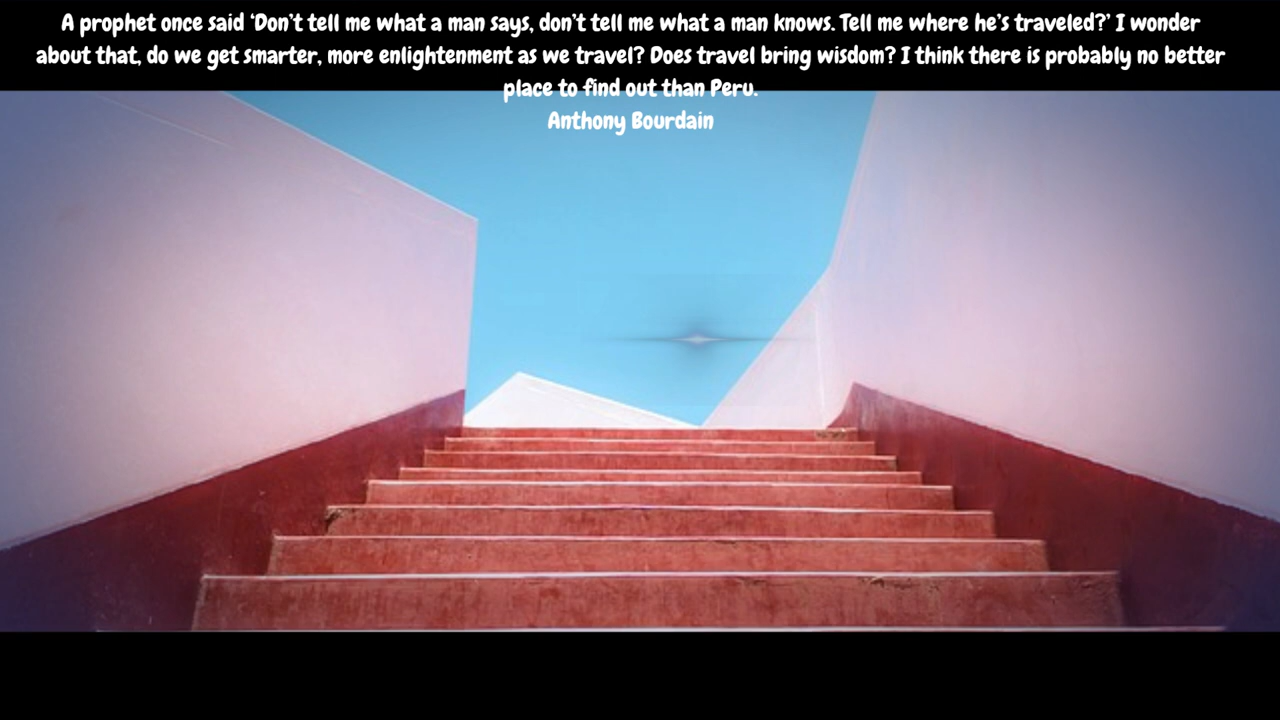 A prophet once said ‘Don’t tell me what a man says, don’t tell me what a man knows. Tell me where he’s traveled?’ I wonder
about that, do we get smarter, more enlightenment as we travel? Does travel bring wisdom? I think there is probably no better
place to find out than Peru.
Anthony Bourdain